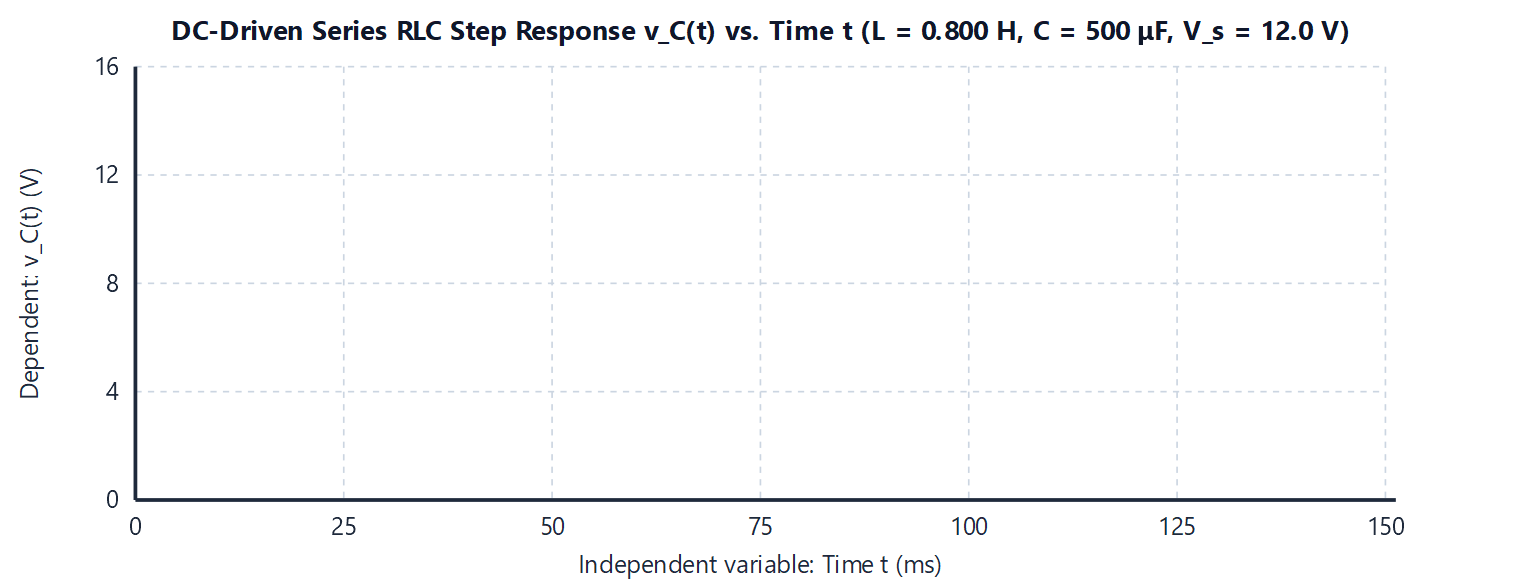 DC-Driven Series RLC Step Response v_C(t) vs. Time t (L = 0.800 H, C = 500 µF, V_s = 12.0 V)
16
12
8
4
0
Dependent: v_C(t) (V)
0 25 50 75 100 125 150
Independent variable: Time t (ms)